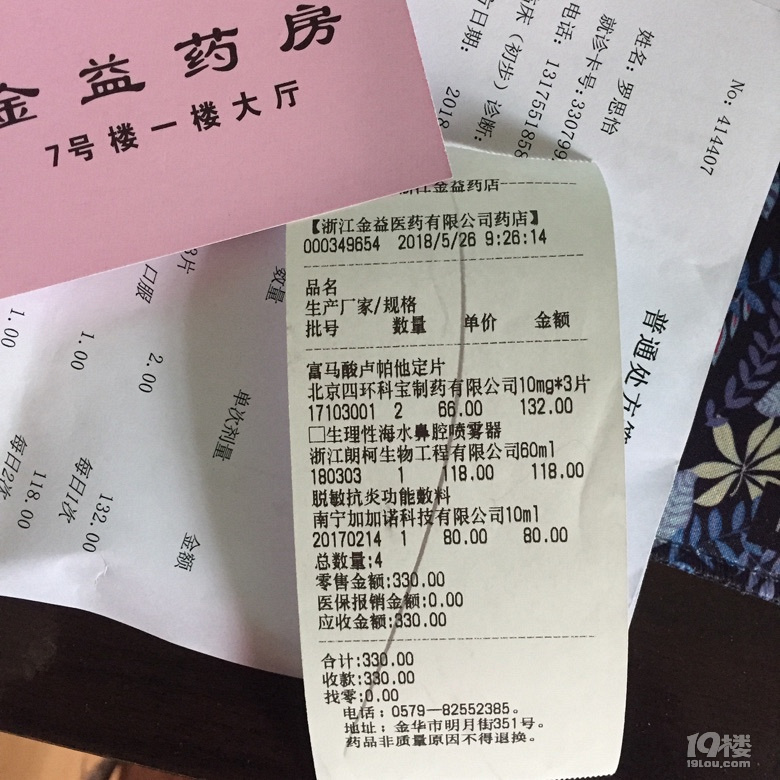 金益药房
7号楼一楼大厅
No: 414407
姓名: 罗思怡
就诊卡号: 330799
电话: 1317551858
床（初步）诊断:
日期: 2018
普通处方
数量
单次剂量
金额
片
口服
1.00
2.00
1.00
1.00
每日1次
每日2次
132.00
118.00
浙江金益药店
【浙江金益医药有限公司药店】
000349654 2018/5/26 9:26:14
品名
生产厂家/规格
批号 数量 单价 金额
富马酸卢帕他定片
北京四环科宝制药有限公司10mg*3片
17103001 2 66.00 132.00
□生理性海水鼻腔喷雾器
浙江朗柯生物工程有限公司60ml
180303 1 118.00 118.00
脱敏抗炎功能敷料
南宁加加诺科技有限公司10ml
20170214 1 80.00 80.00
总数量:4
零售金额:330.00
医保报销金额:0.00
应收金额:330.00
合计:330.00
收款:330.00
找零:0.00
电话: 0579-82552385。
地址: 金华市明月街351号。
药品非质量原因不得退换。
19楼
19lou.com